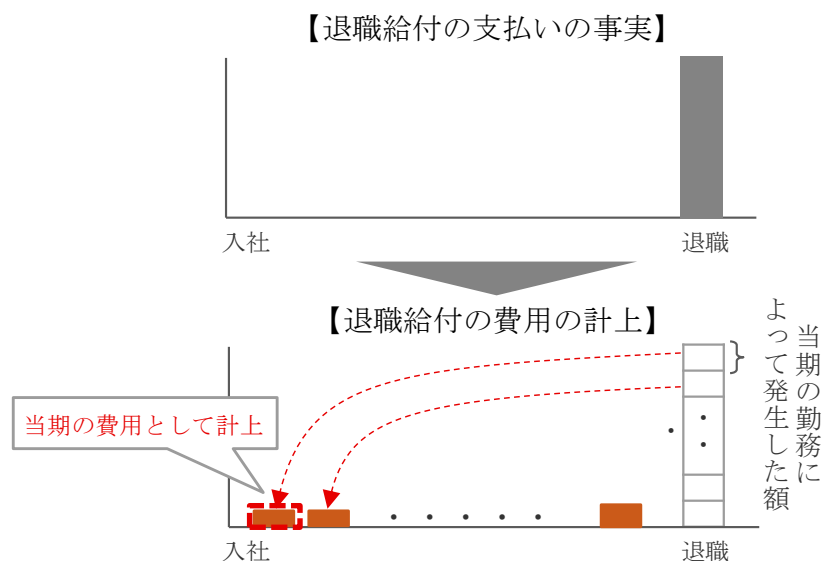 【退職給付の支払いの事実】
入社
退職
【退職給付の費用の計上】
当期の勤務に
よって発生した額
当期の費用として計上
入社
退職